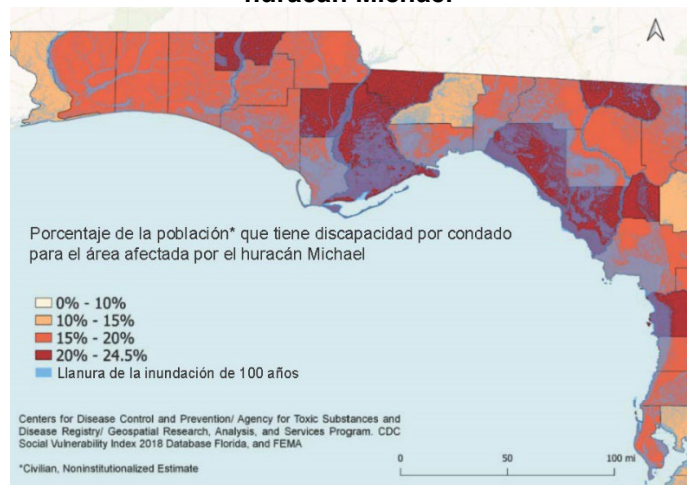 huracán Michael
Porcentaje de la población* que tiene discapacidad por condado
para el área afectada por el huracán Michael
0% - 10%
10% - 15%
15% - 20%
20% - 24.5%
Llanura de la inundación de 100 años
Centers for Disease Control and Prevention/ Agency for Toxic Substances and
Disease Registry/ Geospatial Research, Analysis, and Services Program. CDC
Social Vulnerability Index 2018 Database Florida, and FEMA
*Civilian, Noninstitutionalized Estimate
0 50 100 mi